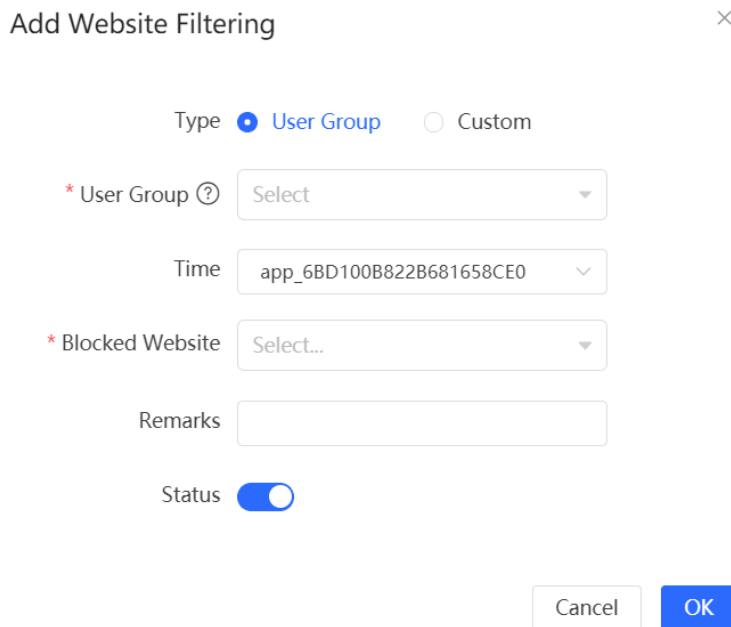 Add Website Filtering
Type User Group Custom
* User Group ? Select
Time app_6BD100B822B681658CE0
* Blocked Website Select...
Remarks
Status
Cancel OK